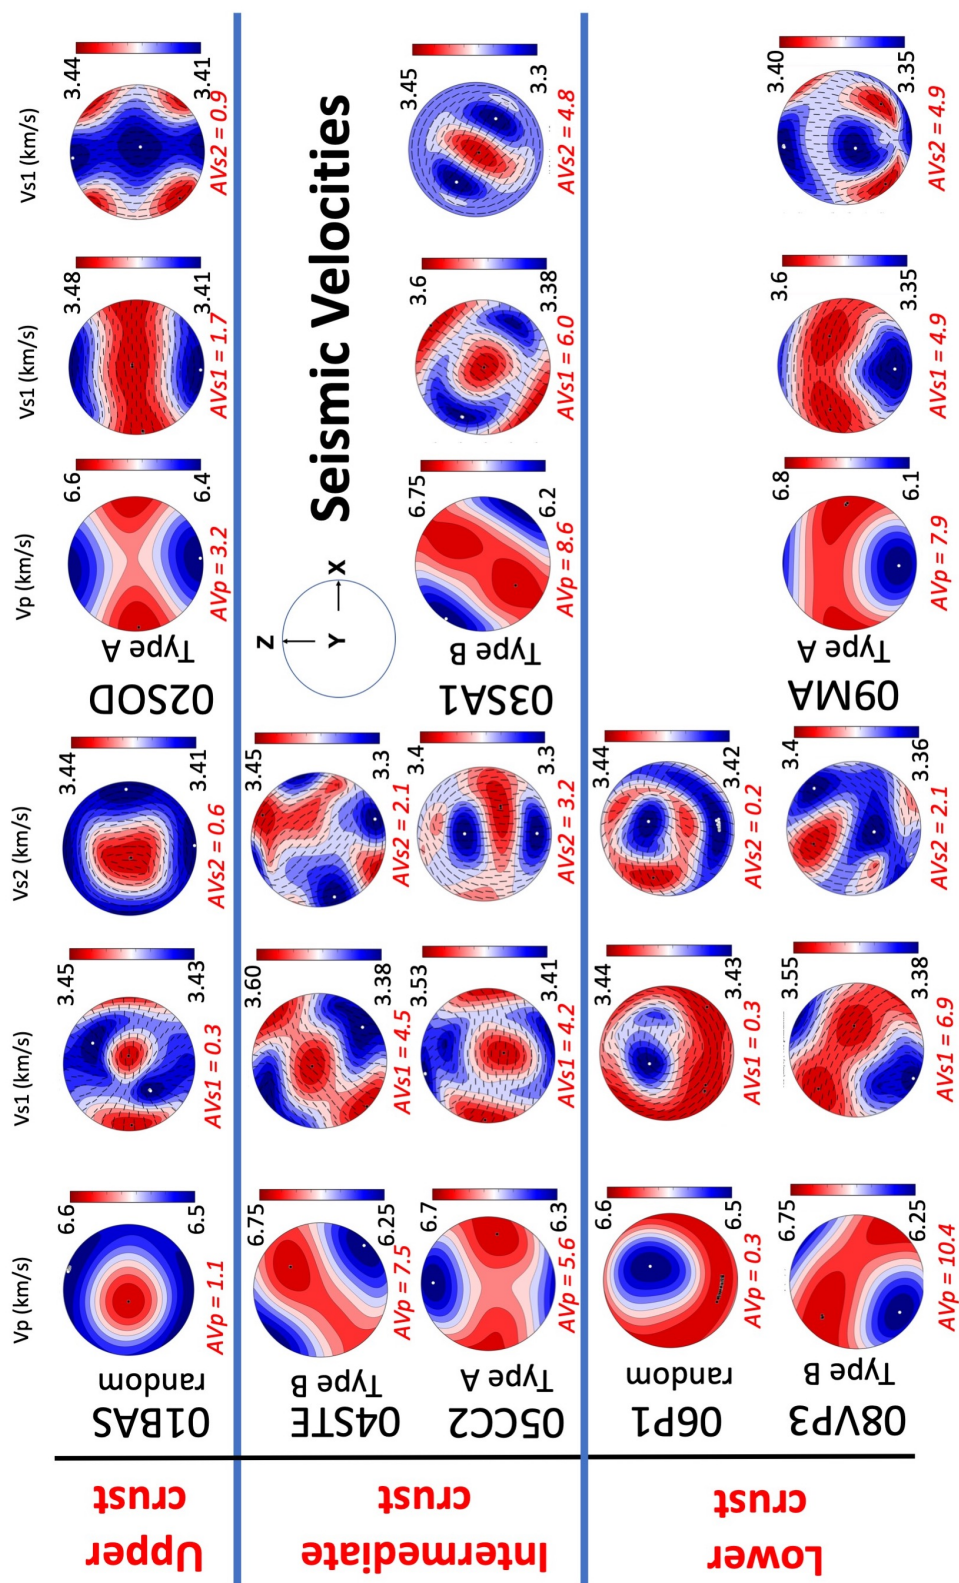 Vp (km/s)
Vs1 (km/s)
Vs2 (km/s)
Vp (km/s)
Vs1 (km/s)
Vs1 (km/s)
Upper
crust
01BAS
random
6.6
6.5
AVp = 1.1
3.45
3.43
AVs1 = 0.3
3.44
3.41
AVs2 = 0.6
02SOD
Type A
6.6
6.4
AVp = 3.2
3.48
3.41
AVs1 = 1.7
3.44
3.41
AVs2 = 0.9
Intermediate
crust
04STE
Type B
6.75
6.25
AVp = 7.5
3.60
3.38
AVs1 = 4.5
3.45
3.3
AVs2 = 2.1
Z
Y
X
Seismic Velocities
05CC2
Type A
6.7
6.3
AVp = 5.6
3.53
3.41
AVs1 = 4.2
3.4
3.3
AVs2 = 3.2
03SA1
Type B
6.75
6.2
AVp = 8.6
3.6
3.38
AVs1 = 6.0
3.45
3.3
AVs2 = 4.8
Lower
crust
06P1
random
6.6
6.5
AVp = 0.3
3.44
3.43
AVs1 = 0.3
3.44
3.42
AVs2 = 0.2
08VP3
Type B
6.75
6.25
AVp = 10.4
3.55
3.38
AVs1 = 6.9
3.4
3.36
AVs2 = 2.1
09MA
Type A
6.8
6.1
AVp = 7.9
3.6
3.35
AVs1 = 4.9
3.40
3.35
AVs2 = 4.9